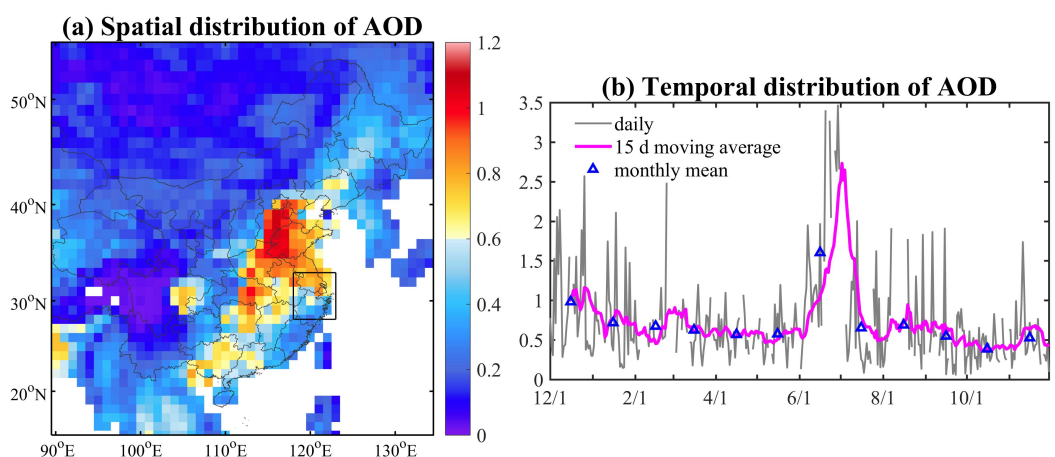 (a) Spatial distribution of AOD
50°N
40°N
30°N
20°N
90°E 100°E 110°E 120°E 130°E
1.2
1
0.8
0.6
0.4
0.2
0
(b) Temporal distribution of AOD
3.5
3
2.5
2
1.5
1
0.5
0
daily
15 d moving average
monthly mean
12/1 2/1 4/1 6/1 8/1 10/1